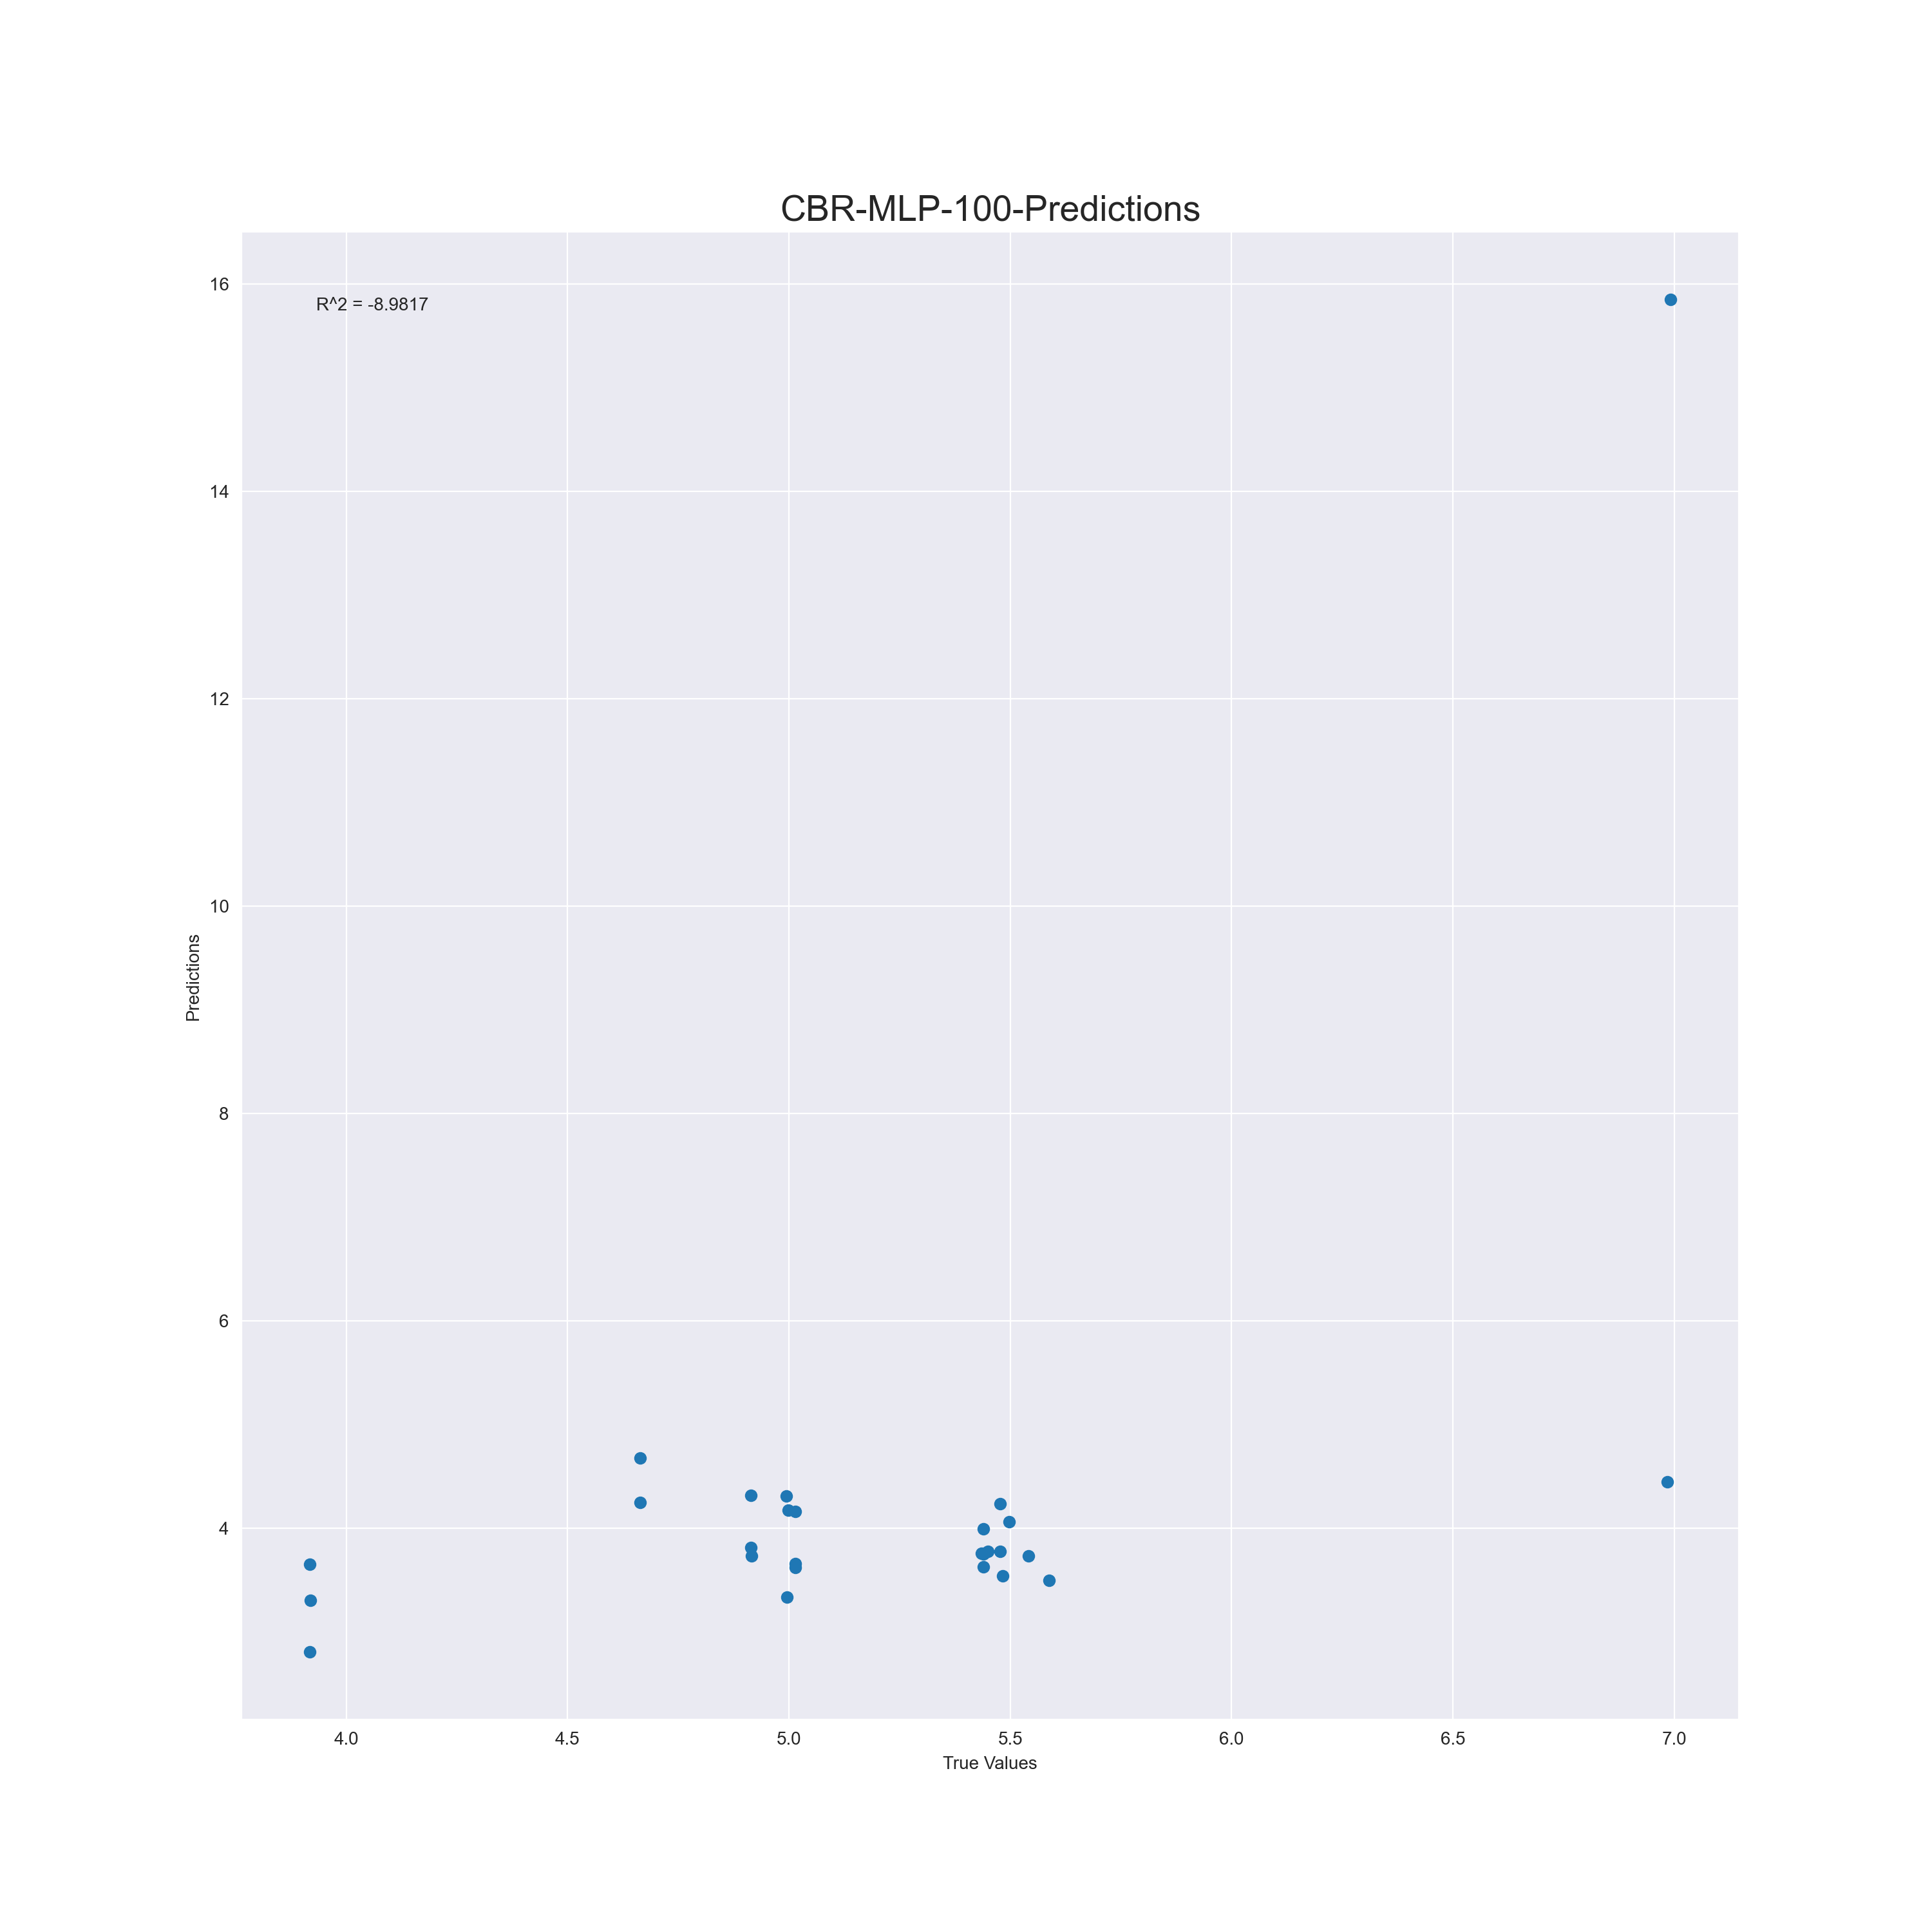 CBR-MLP-100-Predictions
R^2 = -8.9817
16
14
12
10
8
6
4
Predictions
4.0 4.5 5.0 5.5 6.0 6.5 7.0
True Values